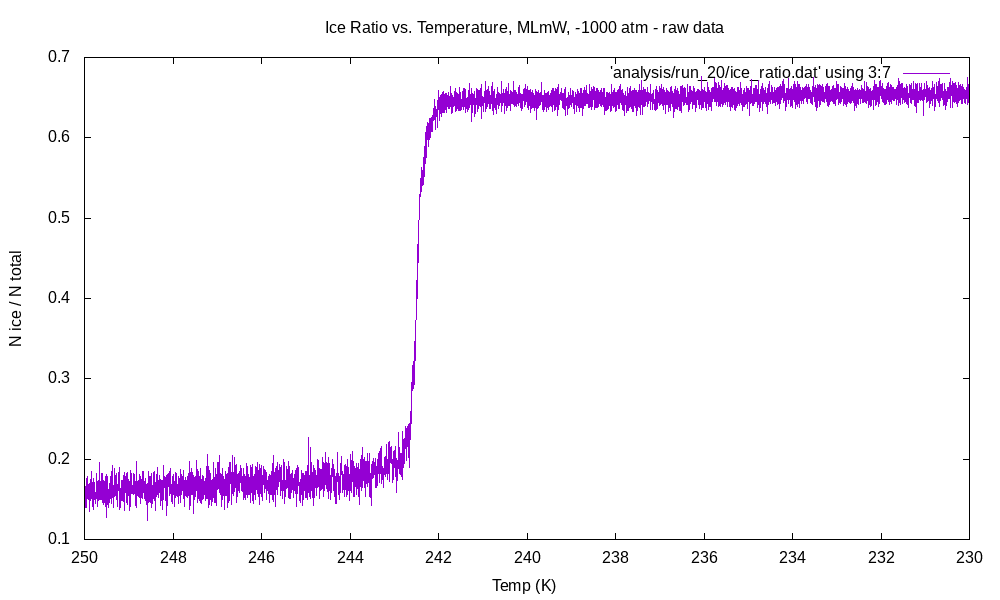 Ice Ratio vs. Temperature, MLmW, -1000 atm - raw data
'analysis/run_20/ice_ratio.dat' using 3:7
0.7
0.6
0.5
0.4
0.3
0.2
0.1
N ice / N total
250 248 246 244 242 240 238 236 234 232 230
Temp (K)